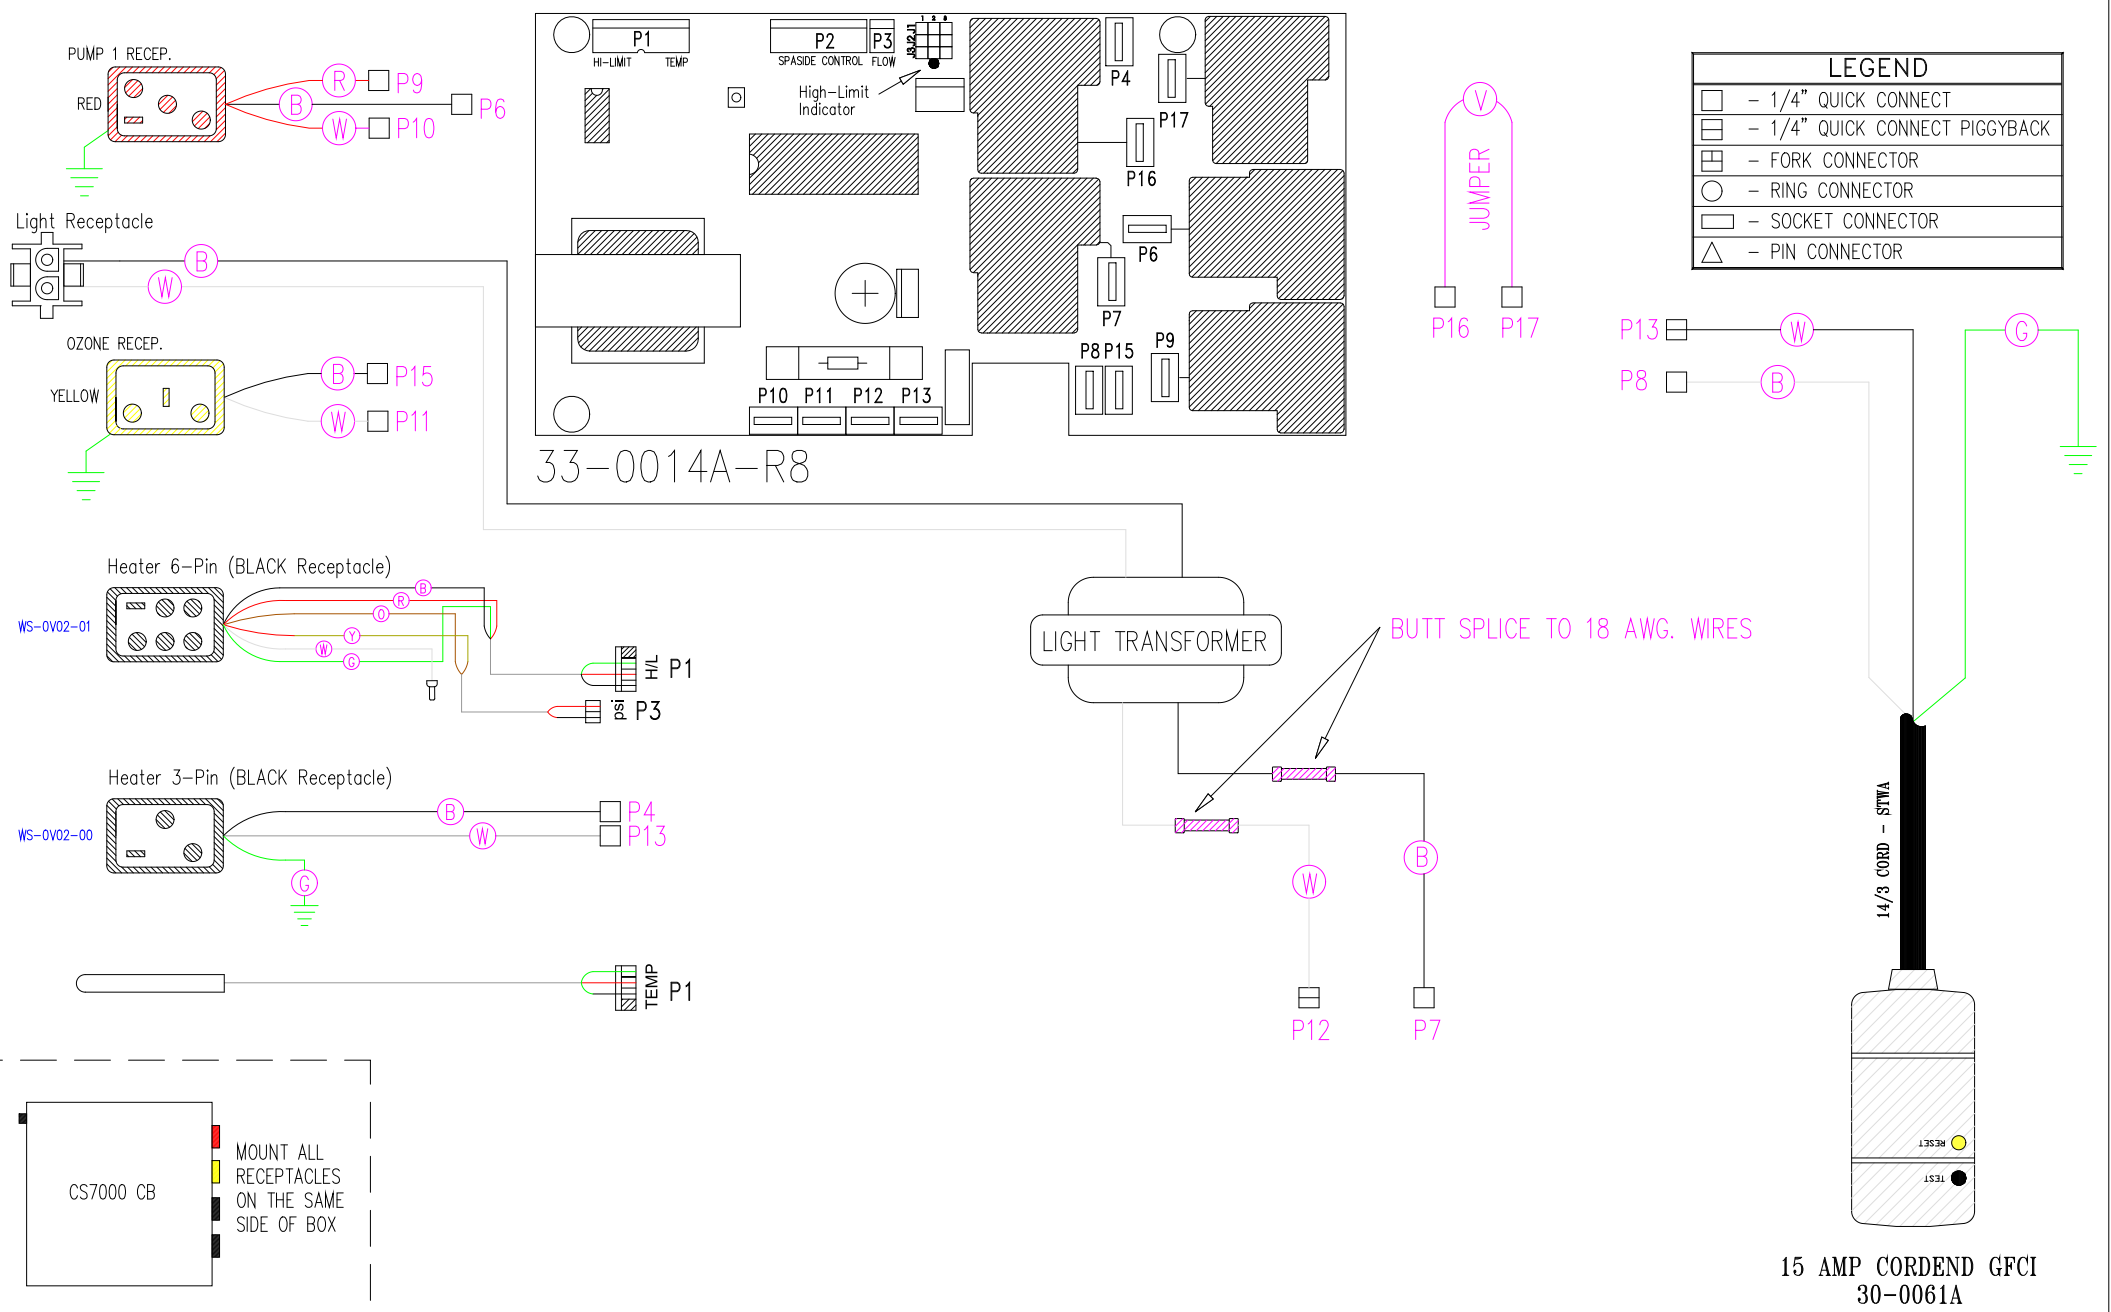 PUMP 1 RECEP.
RED
R
P9
B
P6
W
P10
Light Receptacle
B
W
OZONE RECEP.
YELLOW
B
P15
W
P11
P1
HI-LIMIT
TEMP
P2
SPASIDE CONTROL
P3
FLOW
1 2 3
J3 J2 J1
High-Limit
Indicator
P4
P17
P16
P6
P7
P8 P15
P9
P10 P11 P12 P13
33-0014A-R8
V
JUMPER
P16
P17
LEGEND
- 1/4" QUICK CONNECT
- 1/4" QUICK CONNECT PIGGYBACK
- FORK CONNECTOR
- RING CONNECTOR
- SOCKET CONNECTOR
- PIN CONNECTOR
P13
W
G
P8
B
Heater 6-Pin (BLACK Receptacle)
WS-0V02-01
B
R
O
Y
W
G
H/L
P1
psi
P3
LIGHT TRANSFORMER
BUTT SPLICE TO 18 AWG. WIRES
Heater 3-Pin (BLACK Receptacle)
WS-0V02-00
B
P4
W
P13
G
W
B
P12
P7
TEMP
P1
14/3 CORD - STWA
RESET
TEST
15 AMP CORDEND GFCI
30-0061A
CS7000 CB
MOUNT ALL
RECEPTACLES
ON THE SAME
SIDE OF BOX